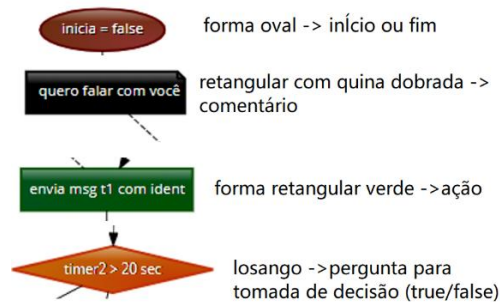 inicia = false
forma oval -> inÍcio ou fim
quero falar com você
retangular com quina dobrada ->
comentário
envia msg t1 com ident
forma retangular verde ->ação
timer2 > 20 sec
losango ->pergunta para
tomada de decisão (true/false)